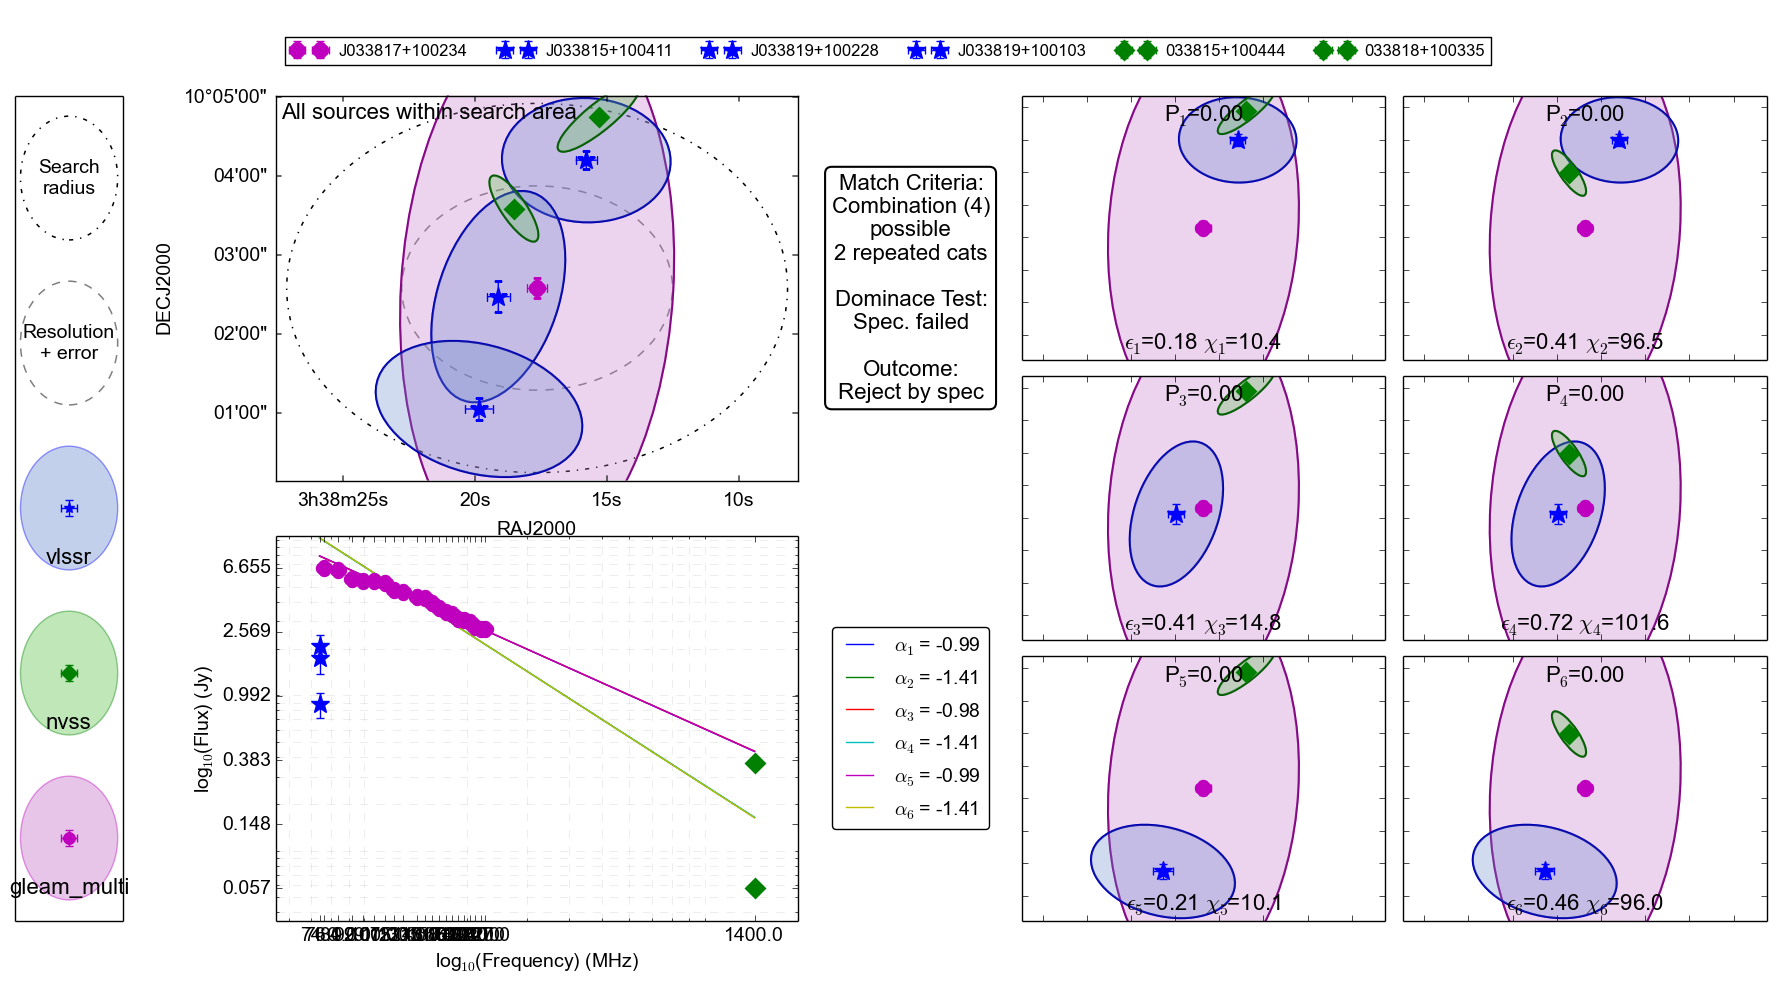 J033817+100234 J033815+100411 J033819+100228 J033819+100103 033815+100444 033818+100335
Search
radius
Resolution
+ error
vlssr
nvss
gleam_multi
All sources within search area
10°05'00"
04'00"
03'00"
02'00"
01'00"
DECJ2000
3h38m25s 20s 15s 10s
RAJ2000
Match Criteria:
Combination (4)
possible
2 repeated cats
Dominace Test:
Spec. failed
Outcome:
Reject by spec
6.655
2.569
0.992
0.383
0.148
0.057
log10(Flux) (Jy)
1400.0
log10(Frequency) (MHz)
α1 = -0.99
α2 = -1.41
α3 = -0.98
α4 = -1.41
α5 = -0.99
α6 = -1.41
P1=0.00
ϵ1=0.18 χ1=10.4
P2=0.00
ϵ2=0.41 χ2=96.5
P3=0.00
ϵ3=0.41 χ3=14.8
P4=0.00
ϵ4=0.72 χ4=101.6
P5=0.00
ϵ5=0.21 χ5=10.1
P6=0.00
ϵ6=0.46 χ6=96.0